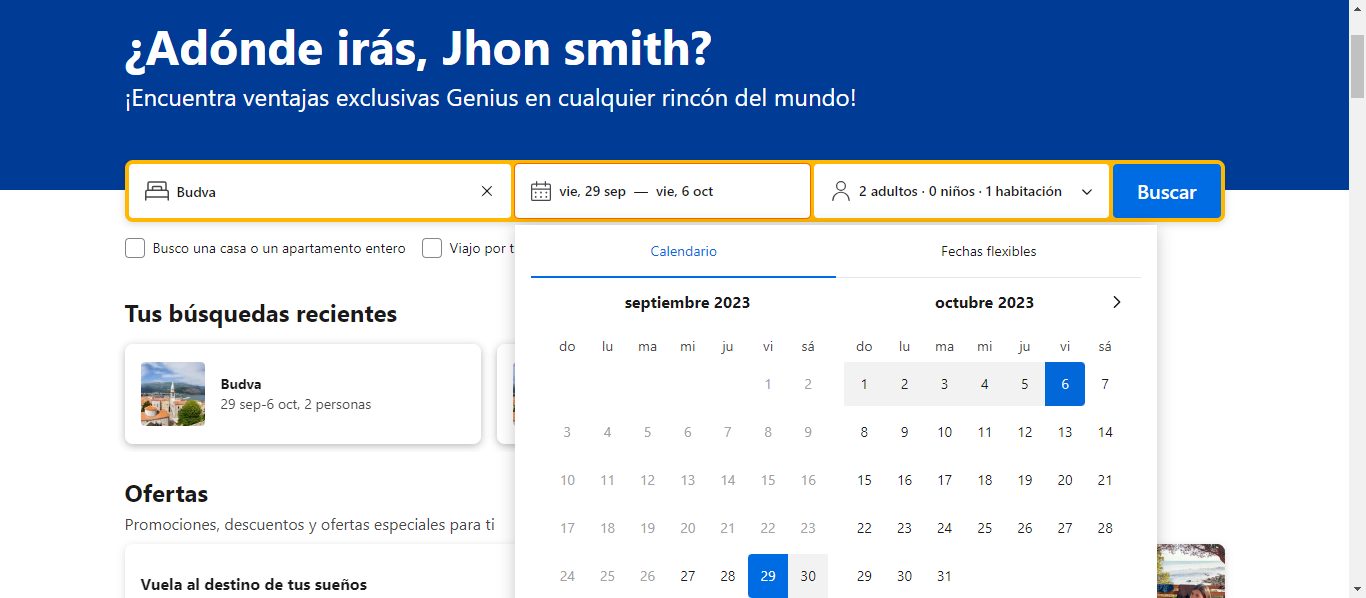 ¿Adónde irás, Jhon smith?
¡Encuentra ventajas exclusivas Genius en cualquier rincón del mundo!
Budva
vie, 29 sep — vie, 6 oct
2 adultos · 0 niños · 1 habitación
Buscar
Busco una casa o un apartamento entero
Viajo por t
Calendario
Fechas flexibles
septiembre 2023
do lu ma mi ju vi sá
1 2
3 4 5 6 7 8 9
10 11 12 13 14 15 16
17 18 19 20 21 22 23
24 25 26 27 28 29 30
octubre 2023
do lu ma mi ju vi sá
1 2 3 4 5 6 7
8 9 10 11 12 13 14
15 16 17 18 19 20 21
22 23 24 25 26 27 28
29 30 31
Tus búsquedas recientes
Budva
29 sep-6 oct, 2 personas
Ofertas
Promociones, descuentos y ofertas especiales para ti
Vuela al destino de tus sueños